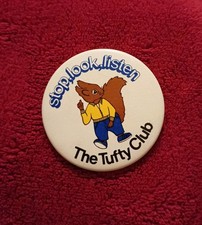 stop,look,listen
The Tufty Club